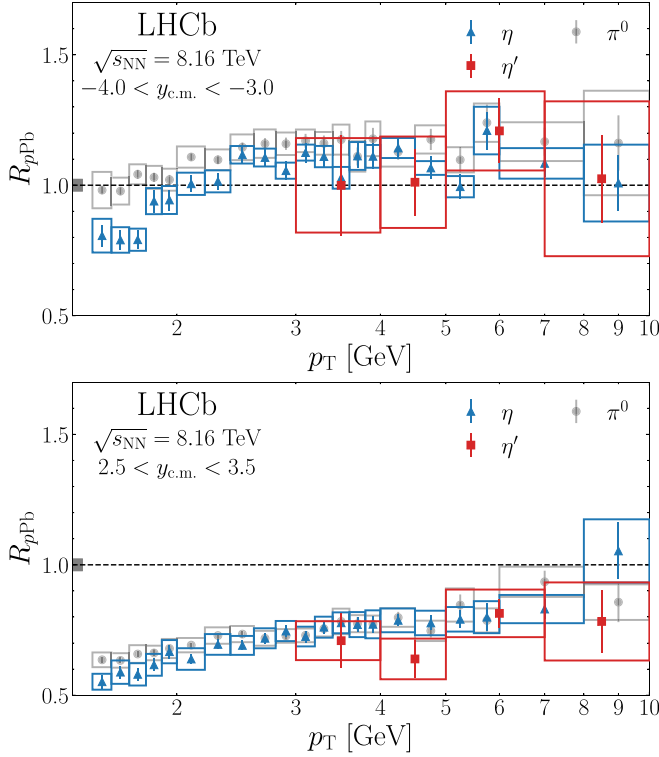 LHCb
√sNN = 8.16 TeV
−4.0 < yc.m. < −3.0
η
π0
η′
RpPb
1.5
1.0
0.5
2
3
4
5
6
7
8
9
10
pT [GeV]
LHCb
√sNN = 8.16 TeV
2.5 < yc.m. < 3.5
η
π0
η′
RpPb
1.5
1.0
0.5
2
3
4
5
6
7
8
9
10
pT [GeV]